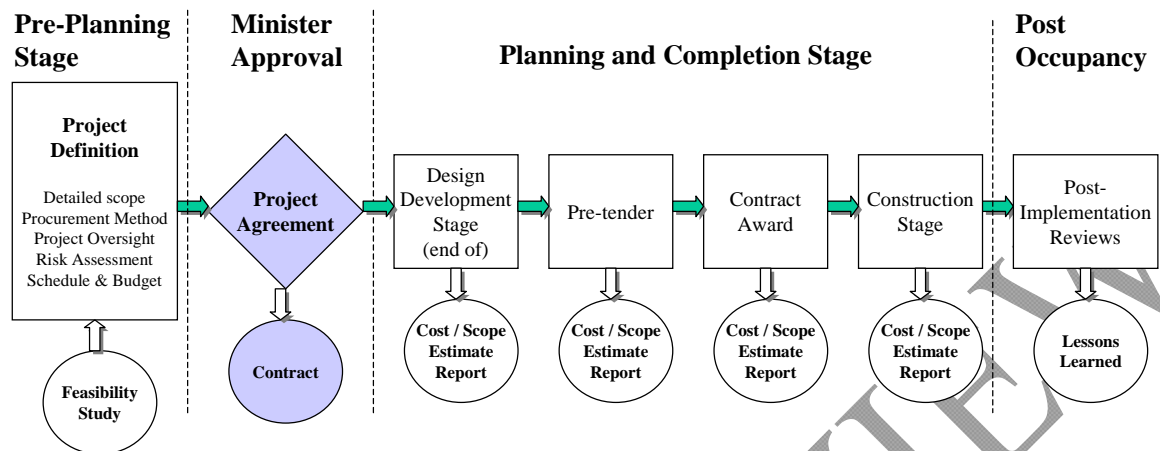 Pre-Planning
Stage
Minister
Approval
Planning and Completion Stage
Post
Occupancy
Project
Definition
Detailed scope
Procurement Method
Project Oversight
Risk Assessment
Schedule & Budget
Feasibility
Study
Project
Agreement
Contract
Design
Development
Stage
(end of)
Cost / Scope
Estimate
Report
Pre-tender
Cost / Scope
Estimate
Report
Contract
Award
Cost / Scope
Estimate
Report
Construction
Stage
Cost / Scope
Estimate
Report
Post-
Implementation
Reviews
Lessons
Learned